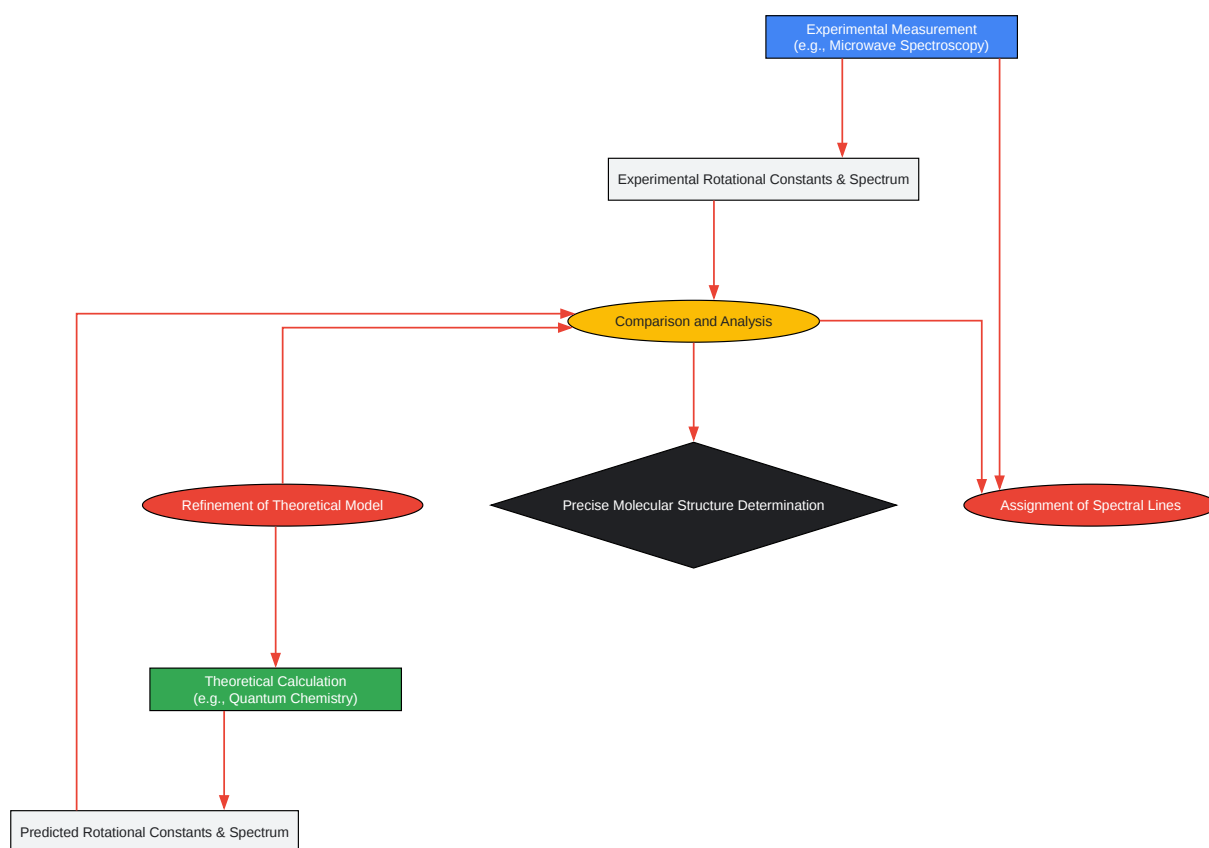 Experimental Measurement
(e.g., Microwave Spectroscopy)
Experimental Rotational Constants & Spectrum
Comparison and Analysis
Refinement of Theoretical Model
Precise Molecular Structure Determination
Assignment of Spectral Lines
Theoretical Calculation
(e.g., Quantum Chemistry)
Predicted Rotational Constants & Spectrum